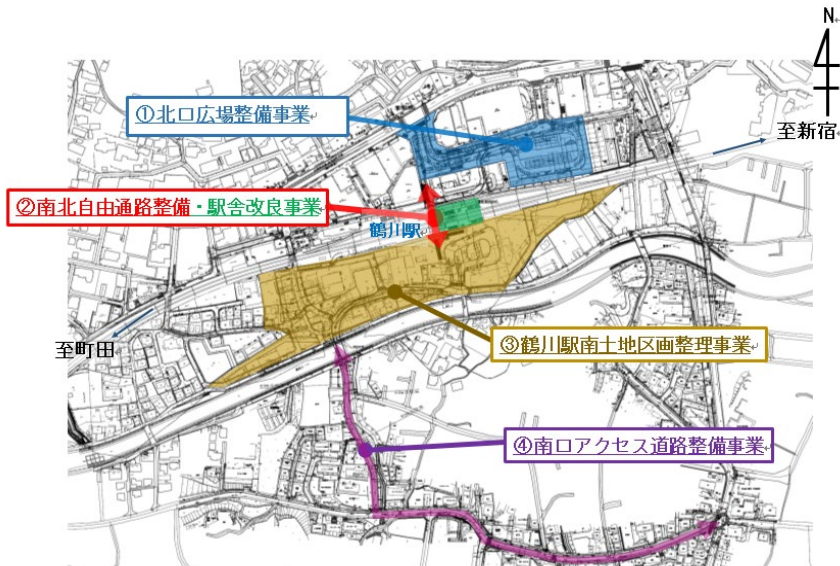 N
①北口広場整備事業
至新宿
②南北自由通路整備・駅舎改良事業
鶴川駅
③鶴川駅南土地区画整理事業
至町田
④南口アクセス道路整備事業